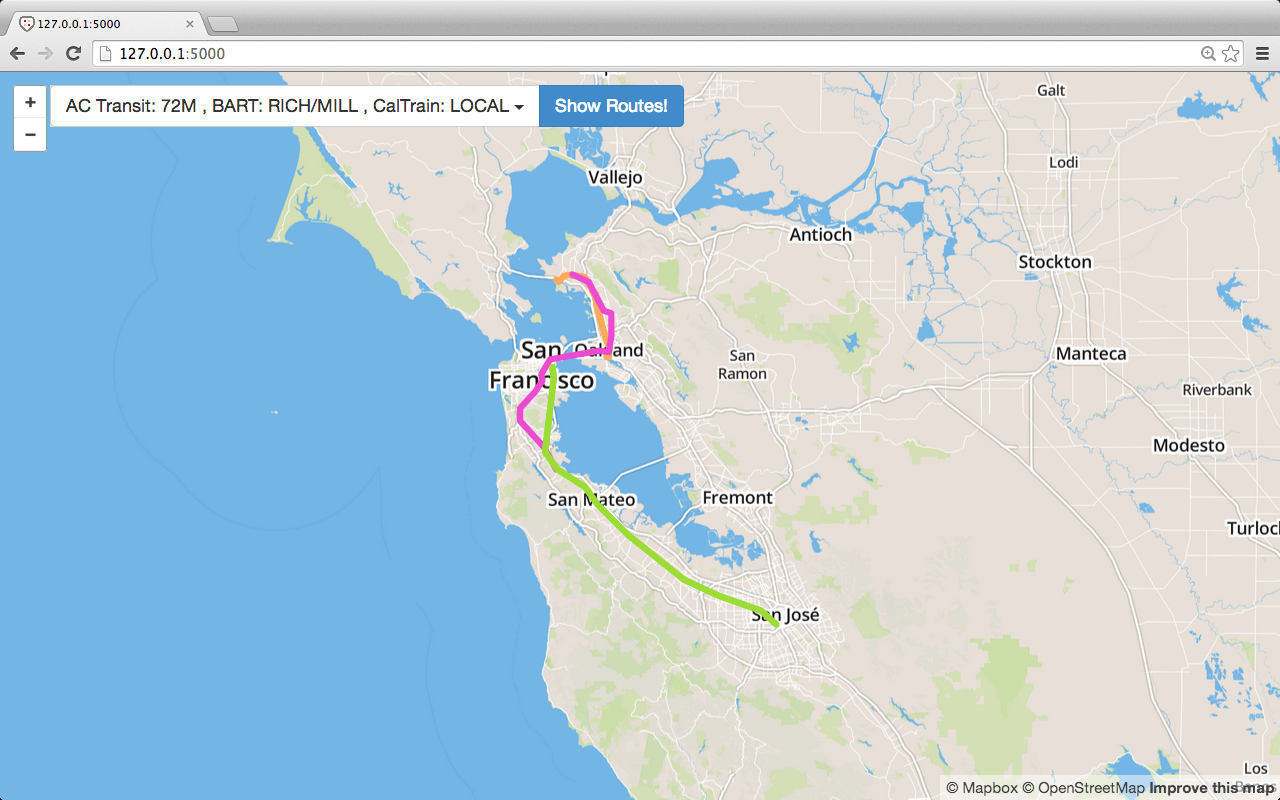 127.0.0.1:5000
127.0.0.1:5000
+
−
AC Transit: 72M , BART: RICH/MILL , CalTrain: LOCAL
Show Routes!
Galt
Lodi
Vallejo
Antioch
Stockton
San
Francisco
Oakland
San
Ramon
Manteca
Riverbank
Modesto
San Mateo
Fremont
Turloc
San José
Los
© Mapbox © OpenStreetMap Improve this map